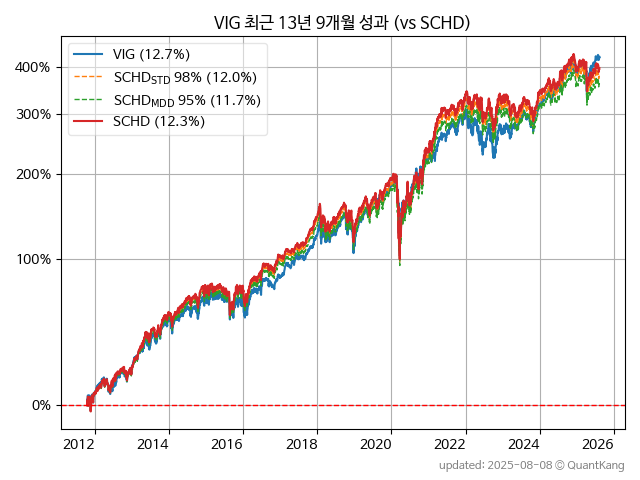 VIG 최근 13년 9개월 성과 (vs SCHD)
VIG (12.7%)
SCHD_STD 98% (12.0%)
SCHD_MDD 95% (11.7%)
SCHD (12.3%)
400%
300%
200%
100%
0%
2012 2014 2016 2018 2020 2022 2024 2026
updated: 2025-08-08 © QuantKang